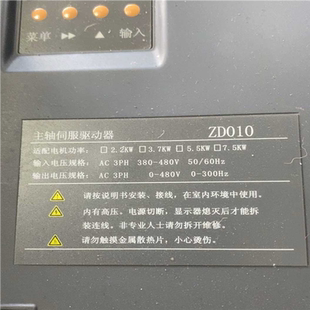 菜单 ▶▶ ▲ 输入
主轴伺服驱动器 ZD010
适配电机功率: □2.2KW □3.7KW □5.5KW □7.5KW
输入电压规格: AC 3PH 380-480V 50/60Hz
输出电压规格: AC 3PH 0-480V 0-300Hz
请按说明书安装、接线，在室内环境中使用。
内有高压，电源切断，显示器熄灭后才能拆
装连线。非专业人士请勿拆开维修。
请勿触摸金属散热片，小心烫伤。